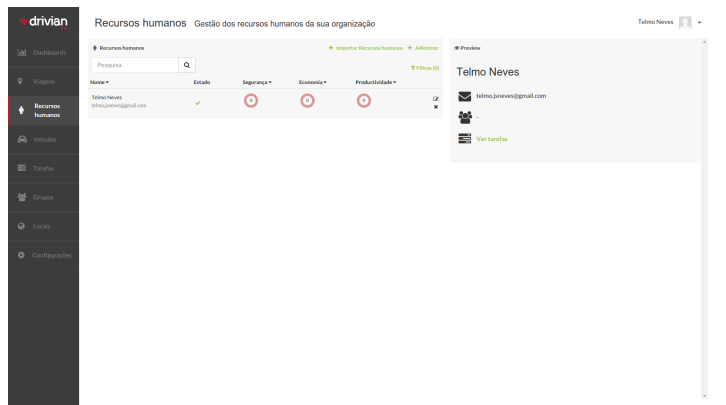 drivian
Recursos humanos Gestão dos recursos humanos da sua organização
Telmo Neves
Dashboards
Viagens
Recursos humanos
Veículos
Tarefas
Grupos
Locais
Configurações
Recursos humanos
+ Importar Recursos humanos + Adicionar
Pesquisa
Filtros (0)
Nome Estado Segurança Economia Productividade
Telmo Neves
telmo.jsneves@gmail.com
0 0 0
Preview
Telmo Neves
telmo.jsneves@gmail.com
-
Ver tarefas